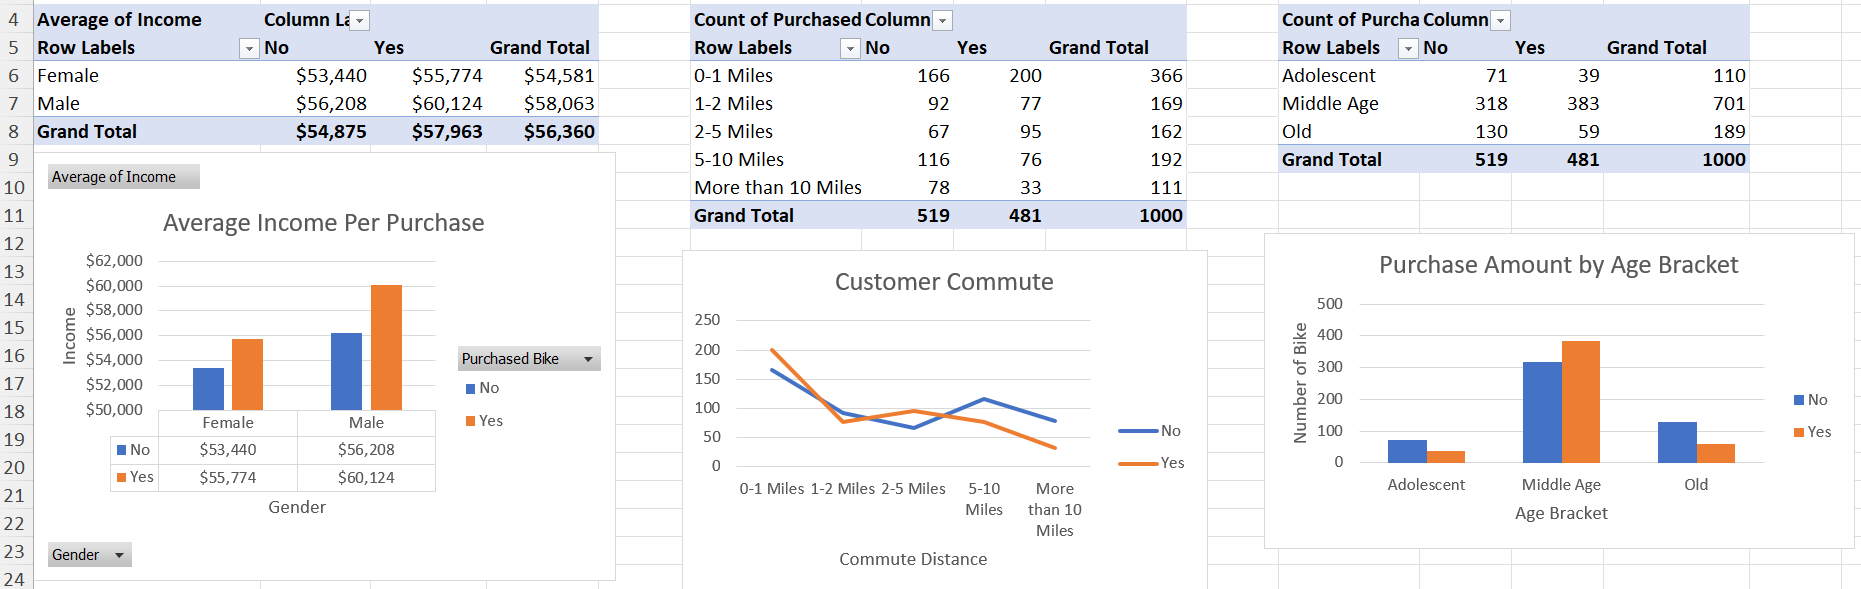 4 Average of Income Column La
5 Row Labels No Yes Grand Total
6 Female $53,440 $55,774 $54,581
7 Male $56,208 $60,124 $58,063
8 Grand Total $54,875 $57,963 $56,360
9
10
11
12
13
14
15
16
17
18
19
20
21
22
23
24
Average of Income
Average Income Per Purchase
$62,000
$60,000
$58,000
$56,000
$54,000
$52,000
$50,000
Income
Female Male
No $53,440 $56,208
Yes $55,774 $60,124
Gender
Purchased Bike
No
Yes
Gender
Count of Purchased Column
Row Labels No Yes Grand Total
0-1 Miles 166 200 366
1-2 Miles 92 77 169
2-5 Miles 67 95 162
5-10 Miles 116 76 192
More than 10 Miles 78 33 111
Grand Total 519 481 1000
Customer Commute
250
200
150
100
50
0
0-1 Miles 1-2 Miles 2-5 Miles 5-10 More
Miles than 10
Miles
Commute Distance
No
Yes
Count of Purcha Column
Row Labels No Yes Grand Total
Adolescent 71 39 110
Middle Age 318 383 701
Old 130 59 189
Grand Total 519 481 1000
Purchase Amount by Age Bracket
500
400
300
200
100
0
Number of Bike
Adolescent Middle Age Old
Age Bracket
No
Yes